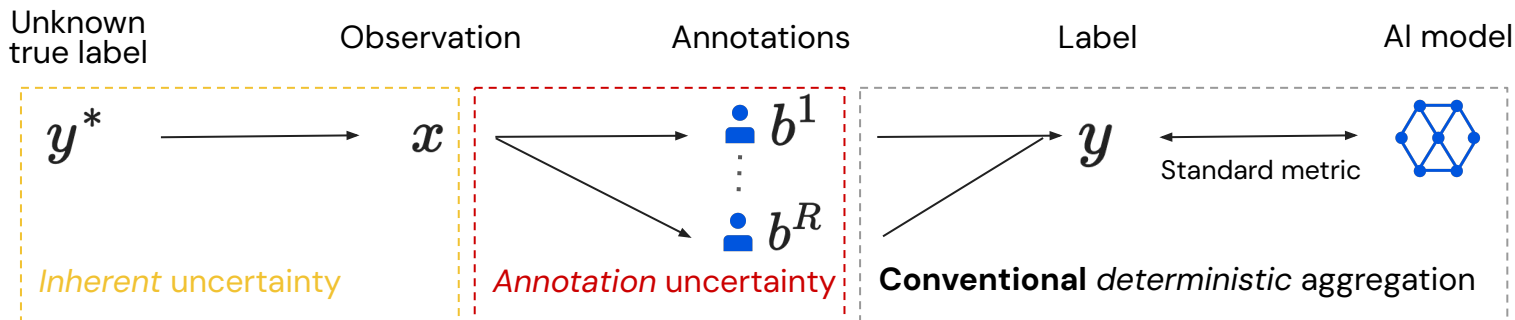 Unknown
true label
Observation
Annotations
Label
AI model
y*
x
b¹
y
Standard metric
bᴿ
Inherent uncertainty
Annotation uncertainty
Conventional deterministic aggregation